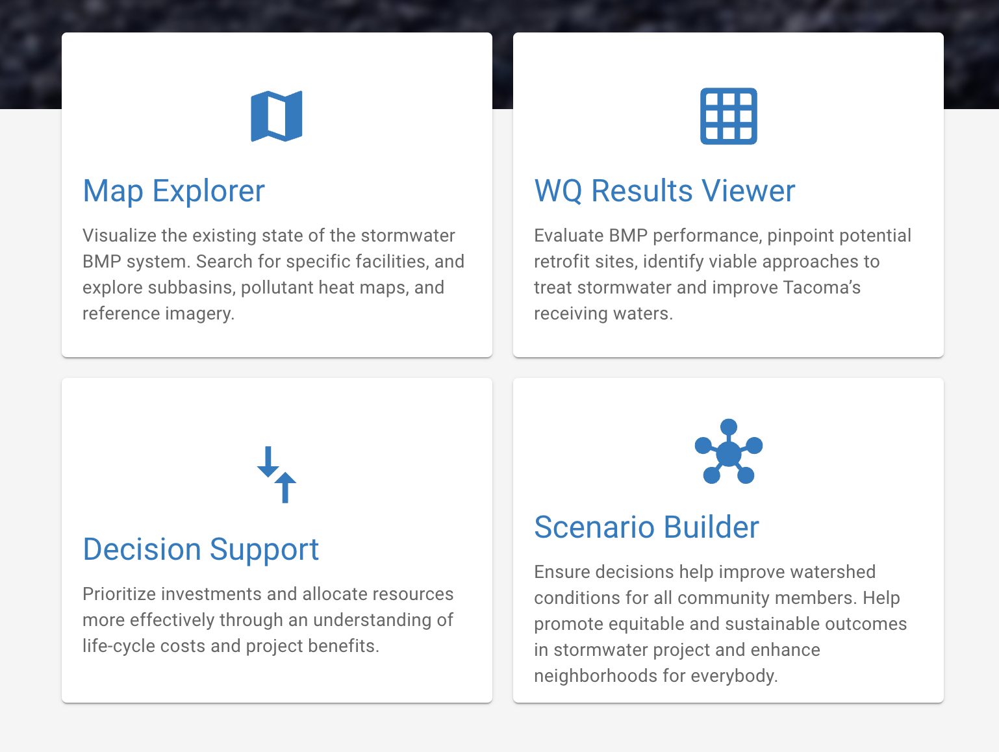 Map Explorer
Visualize the existing state of the stormwater
BMP system. Search for specific facilities, and
explore subbasins, pollutant heat maps, and
reference imagery.
WQ Results Viewer
Evaluate BMP performance, pinpoint potential
retrofit sites, identify viable approaches to
treat stormwater and improve Tacoma’s
receiving waters.
Decision Support
Prioritize investments and allocate resources
more effectively through an understanding of
life-cycle costs and project benefits.
Scenario Builder
Ensure decisions help improve watershed
conditions for all community members. Help
promote equitable and sustainable outcomes
in stormwater project and enhance
neighborhoods for everybody.